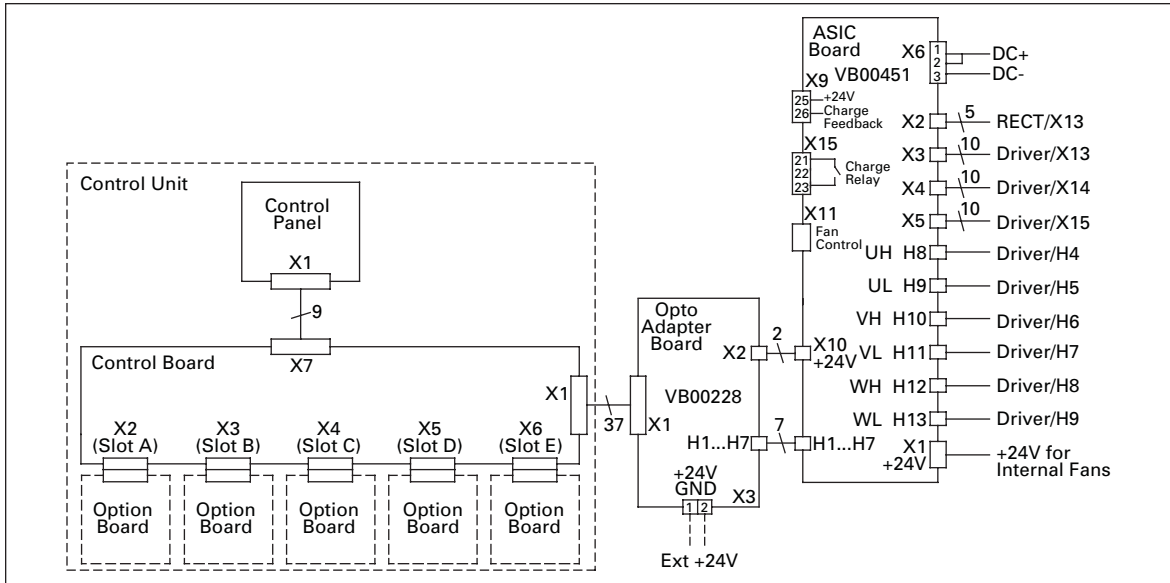 Control Unit
Control
Panel
X1
9
X7
Control Board
X1
37
X2
(Slot A)
X3
(Slot B)
X4
(Slot C)
X5
(Slot D)
X6
(Slot E)
Option
Board
Option
Board
Option
Board
Option
Board
Option
Board
Opto
Adapter
Board
X2
2
VB00228
X1
H1...H7
7
+24V
GND
X3
1 2
Ext +24V
ASIC
Board
VB00451
X6
1
2
3
DC+
DC-
X9
25
26
+24V
Charge
Feedback
X15
21
22
23
Charge
Relay
X11
Fan
Control
X10
+24V
H1...H7
X2
5
RECT/X13
X3
10
Driver/X13
X4
10
Driver/X14
X5
10
Driver/X15
UH H8
Driver/H4
UL H9
Driver/H5
VH H10
Driver/H6
VL H11
Driver/H7
WH H12
Driver/H8
WL H13
Driver/H9
X1
+24V
+24V for
Internal Fans